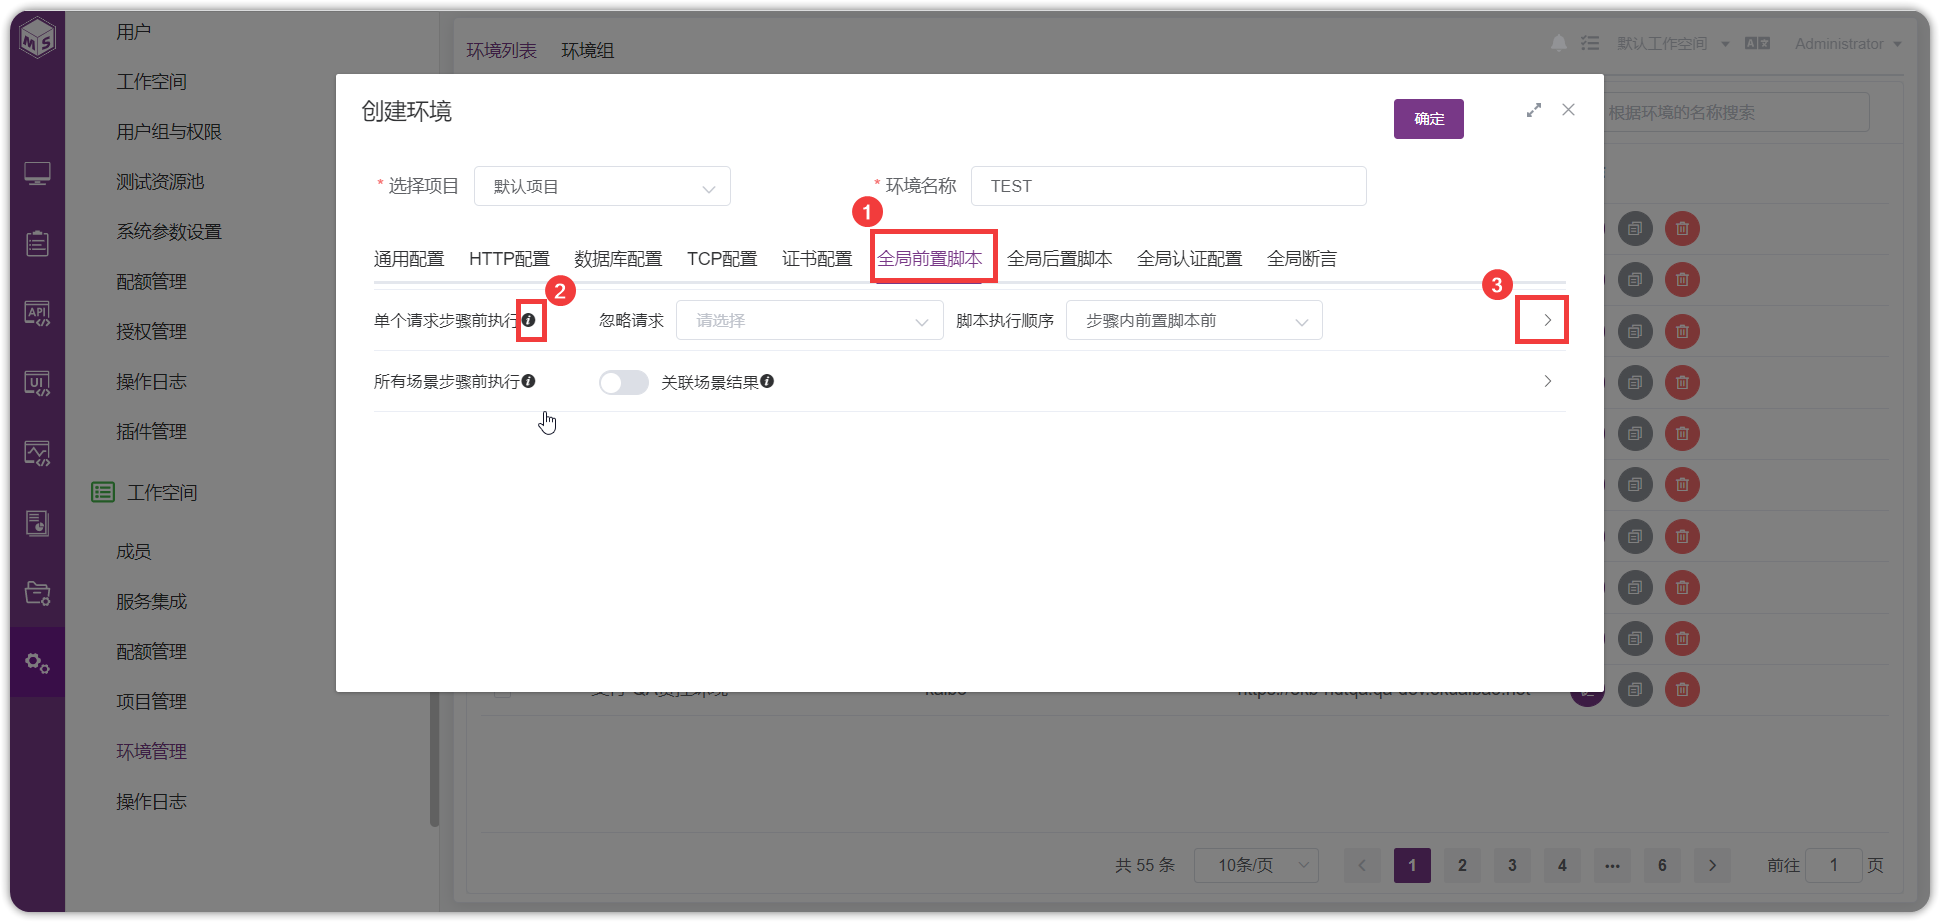 MS
用户
工作空间
用户组与权限
测试资源池
系统参数设置
配额管理
授权管理
操作日志
插件管理
工作空间
成员
服务集成
配额管理
项目管理
环境管理
操作日志
API
UI
环境列表 环境组
默认工作空间
Administrator
根据环境的名称搜索
创建环境
确定
* 选择项目 默认项目
* 环境名称 TEST
1
通用配置 HTTP配置 数据库配置 TCP配置 证书配置 全局前置脚本 全局后置脚本 全局认证配置 全局断言
2
3
单个请求步骤前执行 忽略请求 请选择 脚本执行顺序 步骤内前置脚本前
所有场景步骤前执行 关联场景结果
共 55 条 10条/页 1 2 3 4 ••• 6 前往 1 页